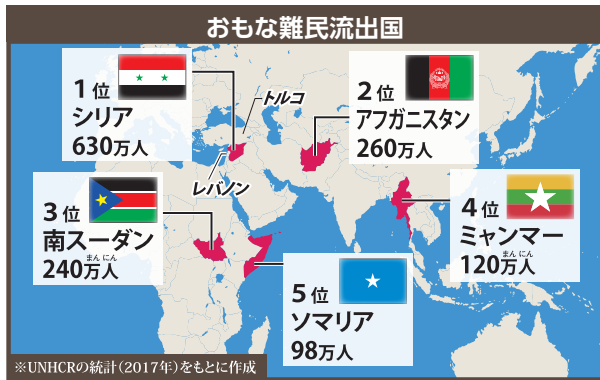 おもな難民流出国
1位
シリア
630万人
トルコ
レバノン
2位
アフガニスタン
260万人
3位
南スーダン
240万人
まんにん
4位
ミャンマー
120万人
まんにん
5位
ソマリア
98万人
※UNHCRの統計（2017年）をもとに作成